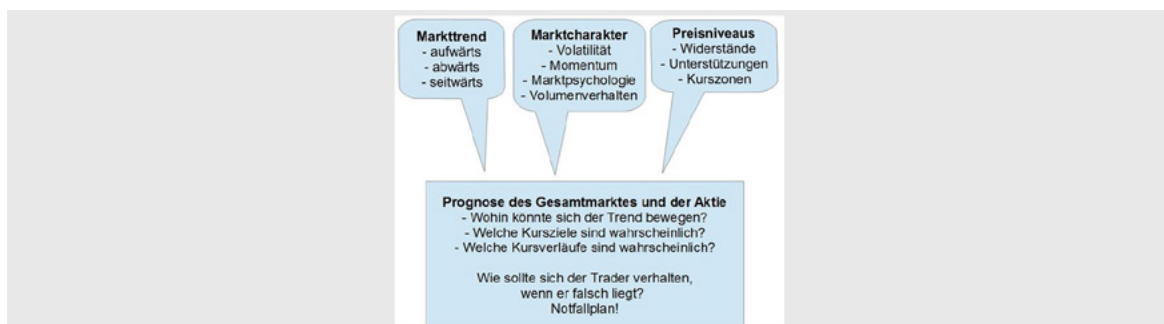 Markttrend
- aufwärts
- abwärts
- seitwärts
Marktcharakter
- Volatilität
- Momentum
- Marktpsychologie
- Volumenverhalten
Preisniveaus
- Widerstände
- Unterstützungen
- Kurszonen
Prognose des Gesamtmarktes und der Aktie
- Wohin könnte sich der Trend bewegen?
- Welche Kursziele sind wahrscheinlich?
- Welche Kursverläufe sind wahrscheinlich?
Wie sollte sich der Trader verhalten,
wenn er falsch liegt?
Notfallplan!